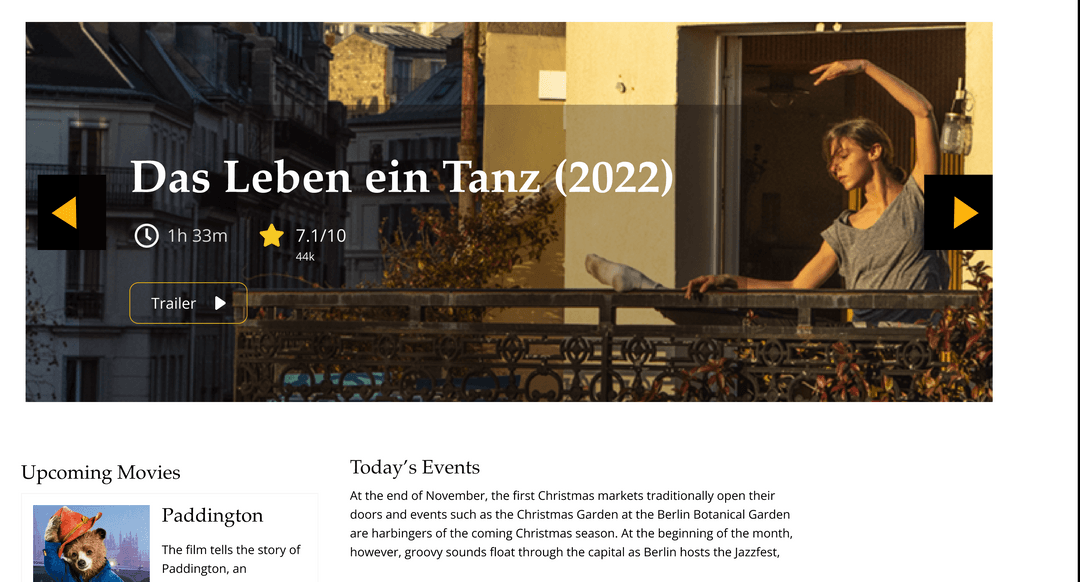 Das Leben ein Tanz (2022)
1h 33m
7.1/10
44k
Trailer
Upcoming Movies
Paddington
The film tells the story of
Paddington, an
Today’s Events
At the end of November, the first Christmas markets traditionally open their
doors and events such as the Christmas Garden at the Berlin Botanical Garden
are harbingers of the coming Christmas season. At the beginning of the month,
however, groovy sounds float through the capital as Berlin hosts the Jazzfest,